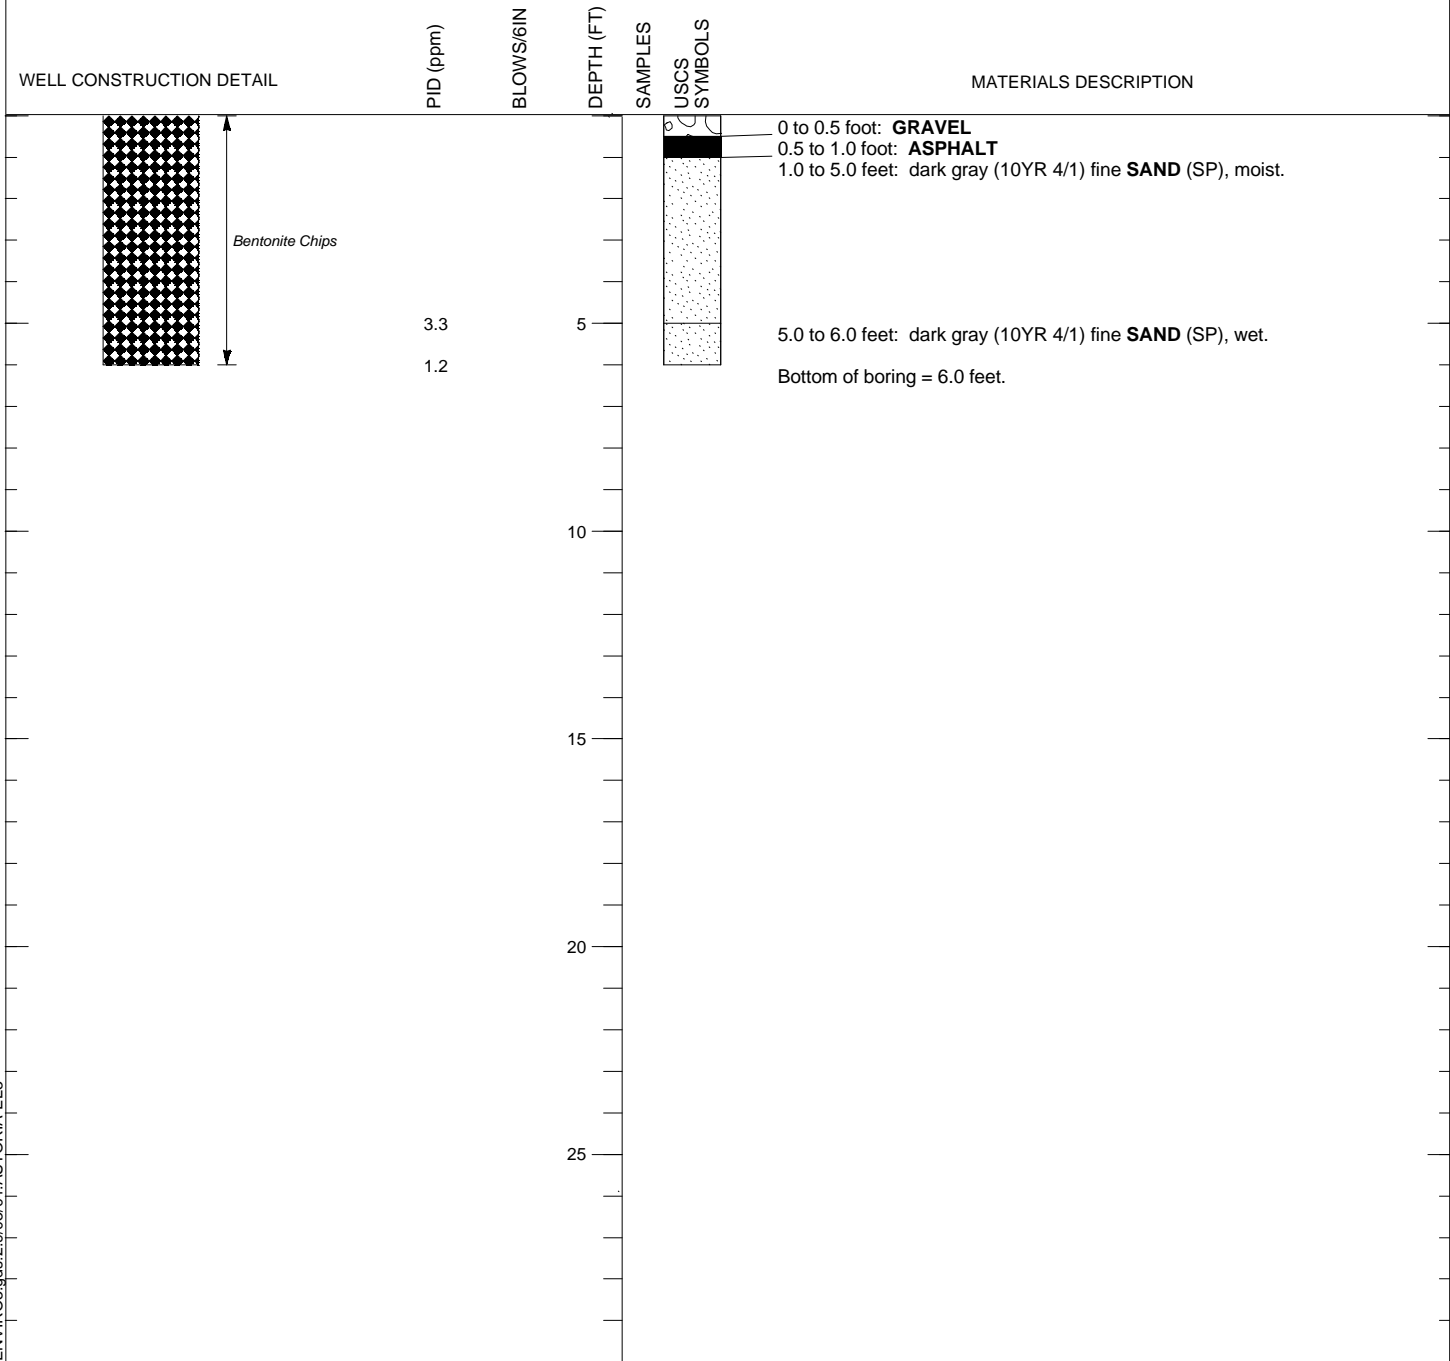 WELL CONSTRUCTION DETAIL
PID (ppm)
BLOWS/6IN
DEPTH (FT)
SAMPLES
USCS
SYMBOLS
MATERIALS DESCRIPTION
0 to 0.5 foot: GRAVEL
0.5 to 1.0 foot: ASPHALT
1.0 to 5.0 feet: dark gray (10YR 4/1) fine SAND (SP), moist.
Bentonite Chips
3.3
5
5.0 to 6.0 feet: dark gray (10YR 4/1) fine SAND (SP), wet.
1.2
Bottom of boring = 6.0 feet.
10
15
20
25